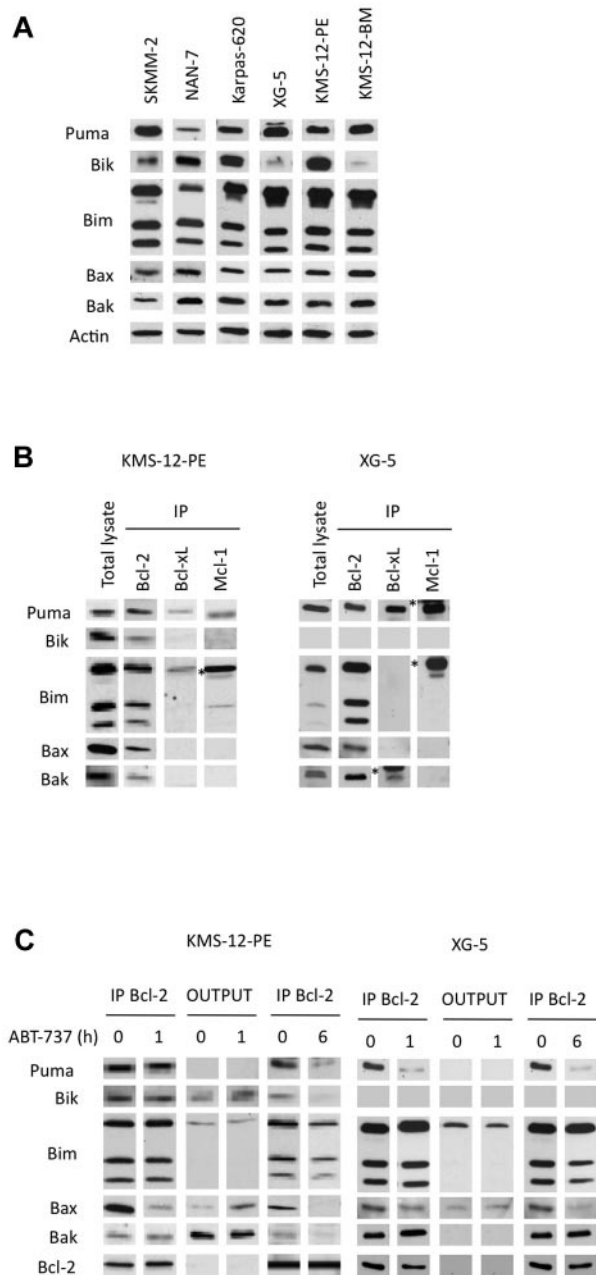 A
SKMM-2 NAN-7 Karpas-620 XG-5 KMS-12-PE KMS-12-BM
Puma
Bik
Bim
Bax
Bak
Actin
B
KMS-12-PE XG-5
IP IP
Total lysate Bcl-2 Bcl-xL Mcl-1 Total lysate Bcl-2 Bcl-xL Mcl-1
Puma *
Bik
* *
Bim
Bax
Bak *
C
KMS-12-PE XG-5
IP Bcl-2 OUTPUT IP Bcl-2 IP Bcl-2 OUTPUT IP Bcl-2
ABT-737 (h) 0 1 0 1 0 6 0 1 0 1 0 6
Puma
Bik
Bim
Bax
Bak
Bcl-2